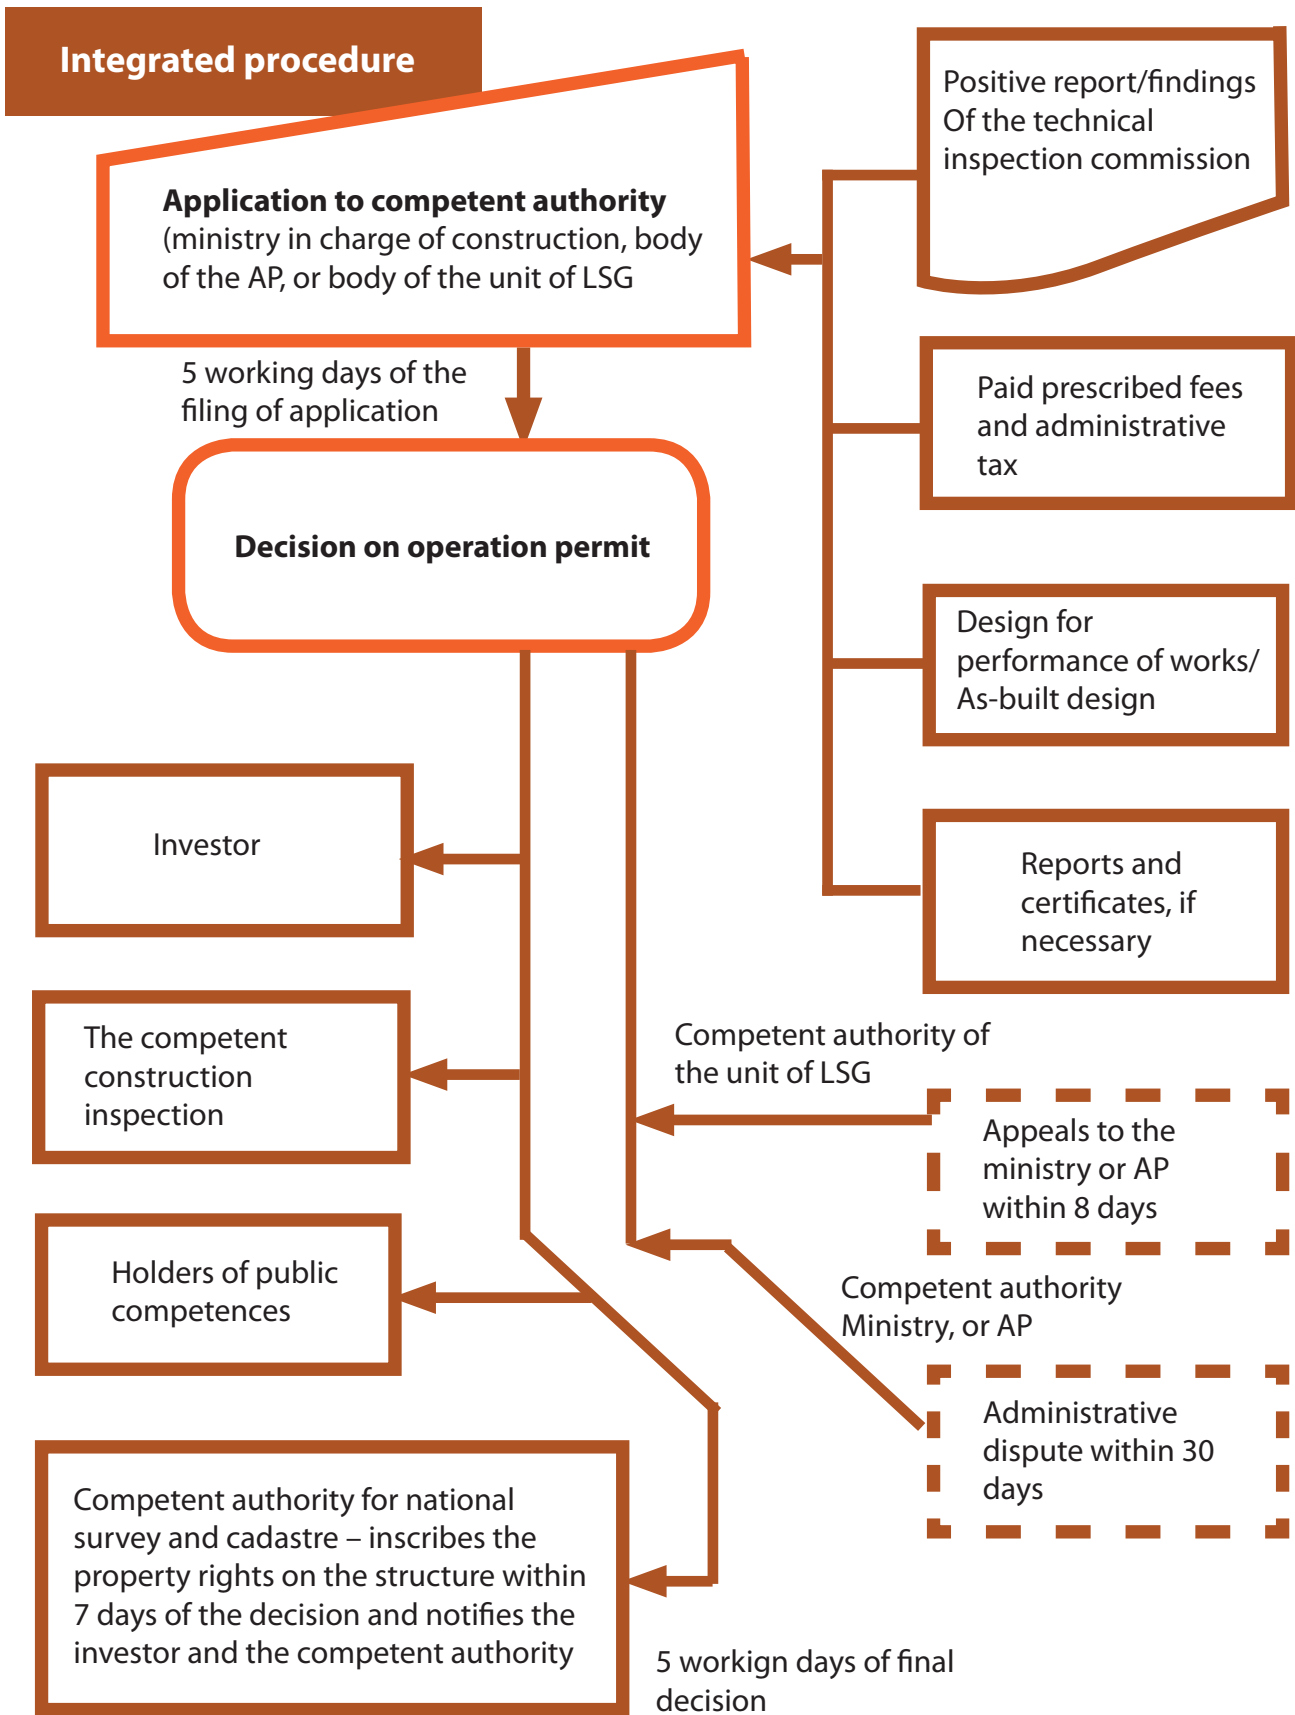 Integrated procedure
Application to competent authority
(ministry in charge of construction, body
of the AP, or body of the unit of LSG
Positive report/findings
Of the technical
inspection commission
5 working days of the
filing of application
Paid prescribed fees
and administrative
tax
Decision on operation permit
Design for
performance of works/
As-built design
Investor
Reports and
certificates, if
necessary
The competent
construction
inspection
Competent authority of
the unit of LSG
Appeals to the
ministry or AP
within 8 days
Holders of public
competences
Competent authority
Ministry, or AP
Administrative
dispute within 30
days
Competent authority for national
survey and cadastre – inscribes the
property rights on the structure within
7 days of the decision and notifies the
investor and the competent authority
5 workign days of final
decision